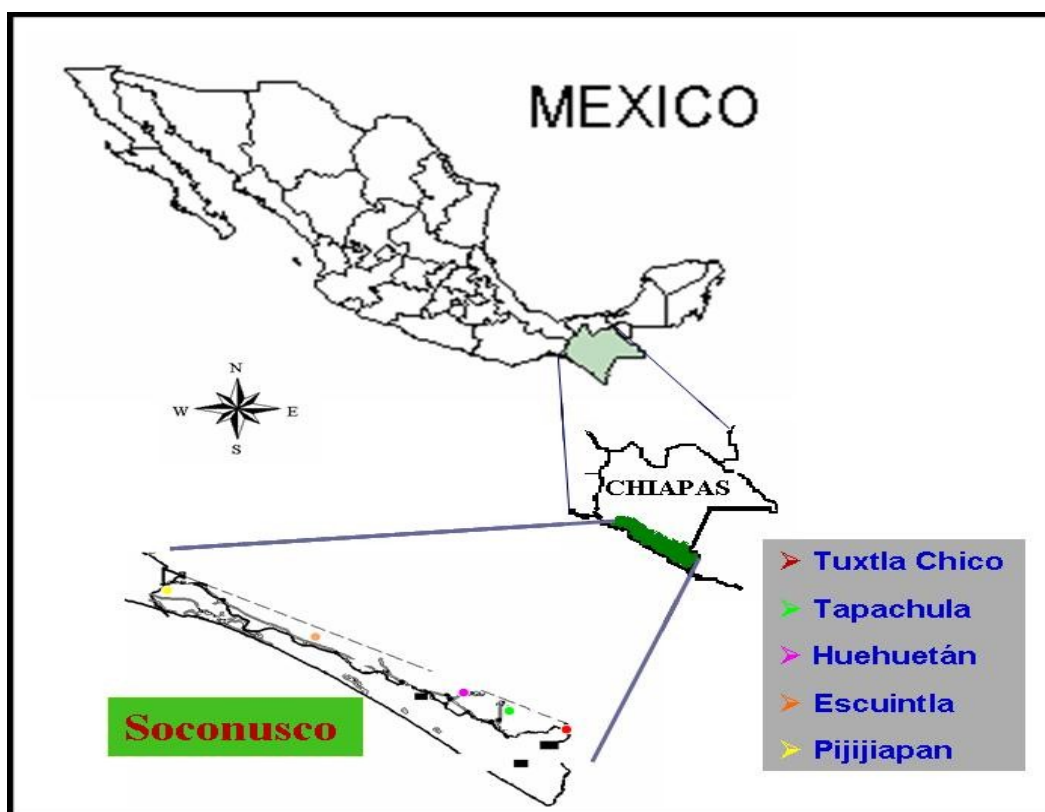 MEXICO
N
W
E
S
CHIAPAS
Tuxtla Chico
Tapachula
Huehuetán
Escuintla
Pijijiapan
Soconusco